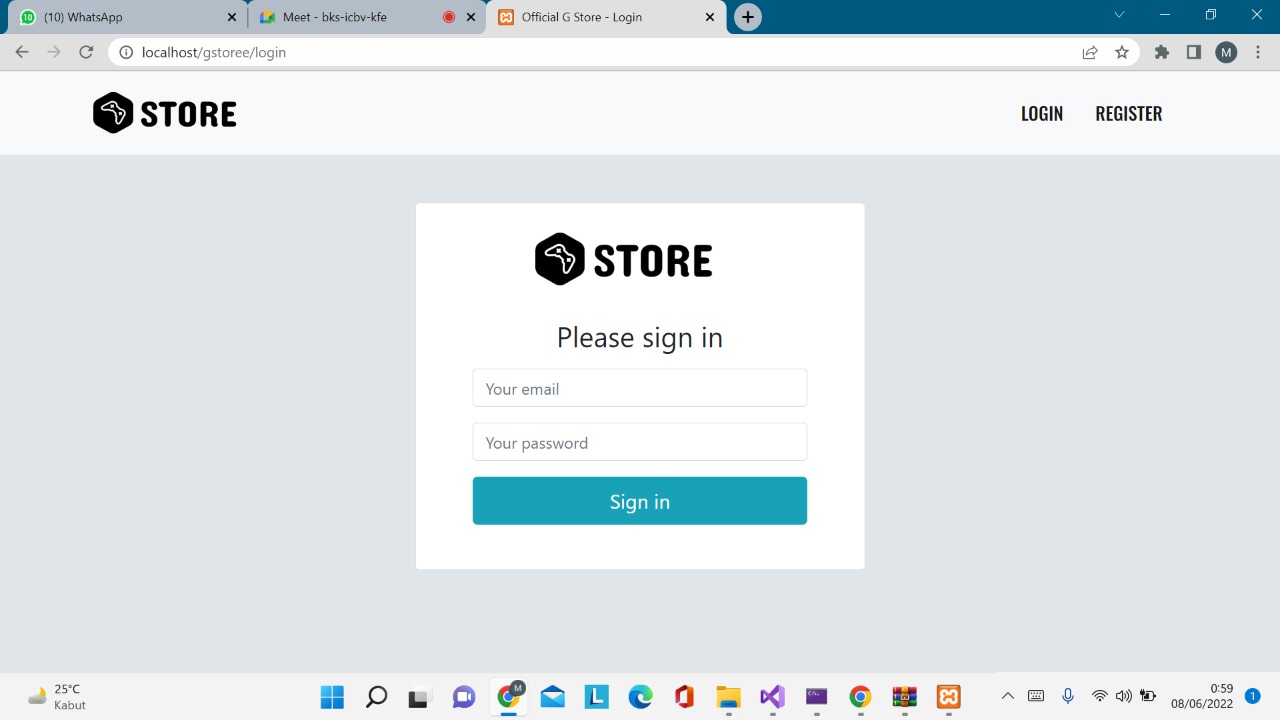 (10) WhatsApp
Meet - bks-icbv-kfe
Official G Store - Login
localhost/gstoree/login
M
STORE
LOGIN
REGISTER
STORE
Please sign in
Your email
Your password
Sign in
25°C
Kabut
M
L
0:59
08/06/2022
1